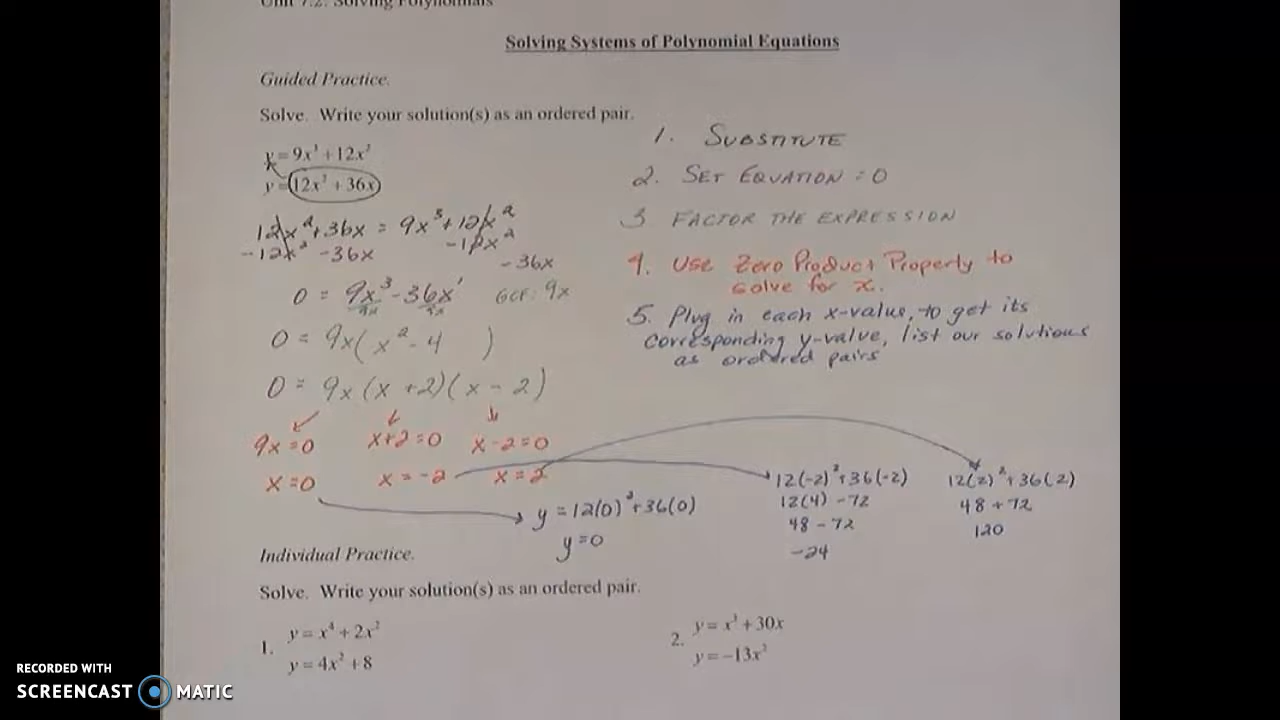 Unit 7.2: Solving Polynomials
Solving Systems of Polynomial Equations
Guided Practice.
Solve. Write your solution(s) as an ordered pair.
y = 9x³ + 12x²
y = 12x² + 36x
12x² + 36x = 9x³ + 12x²
-12x² -36x -12x²
-36x
0 = 9x³ - 36x¹ GCF: 9x
9x 9x
0 = 9x(x² - 4 )
0 = 9x(x + 2)(x - 2)
9x = 0 x + 2 = 0 x - 2 = 0
x = 0 x = -2 x = 2
1. SUBSTITUTE
2. SET EQUATION = 0
3 FACTOR THE EXPRESSION
4. Use Zero Product Property to
solve for x.
5. Plug in each x-value, to get its
corresponding y-value, list our solutions
as ordered pairs
y = 12(0)² + 36(0)
y = 0
12(-2)² + 36(-2)
12(4) - 72
48 - 72
-24
12(2)² + 36(2)
48 + 72
120
Individual Practice.
Solve. Write your solution(s) as an ordered pair.
1. y = x⁴ + 2x²
y = 4x² + 8
2. y = x³ + 30x
y = -13x²
RECORDED WITH
SCREENCAST MATIC